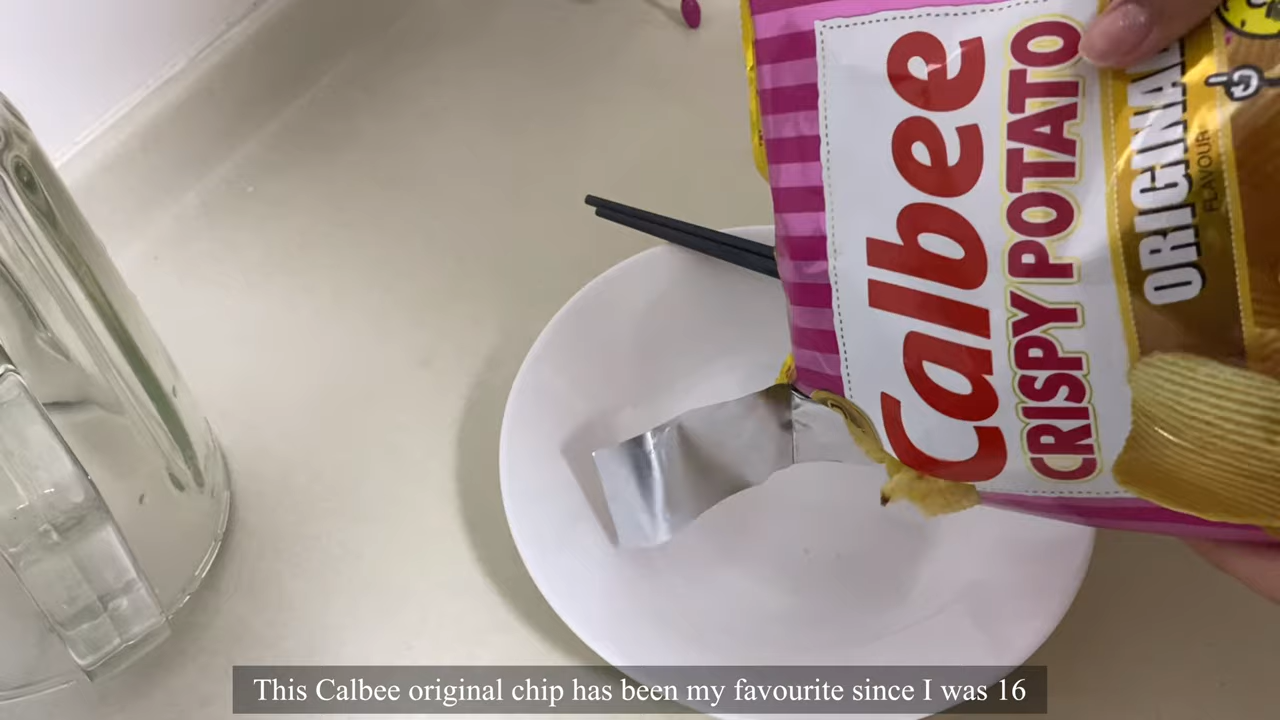 Calbee
CRISPY POTATO
ORIGINAL
FLAVOUR
This Calbee original chip has been my favourite since I was 16